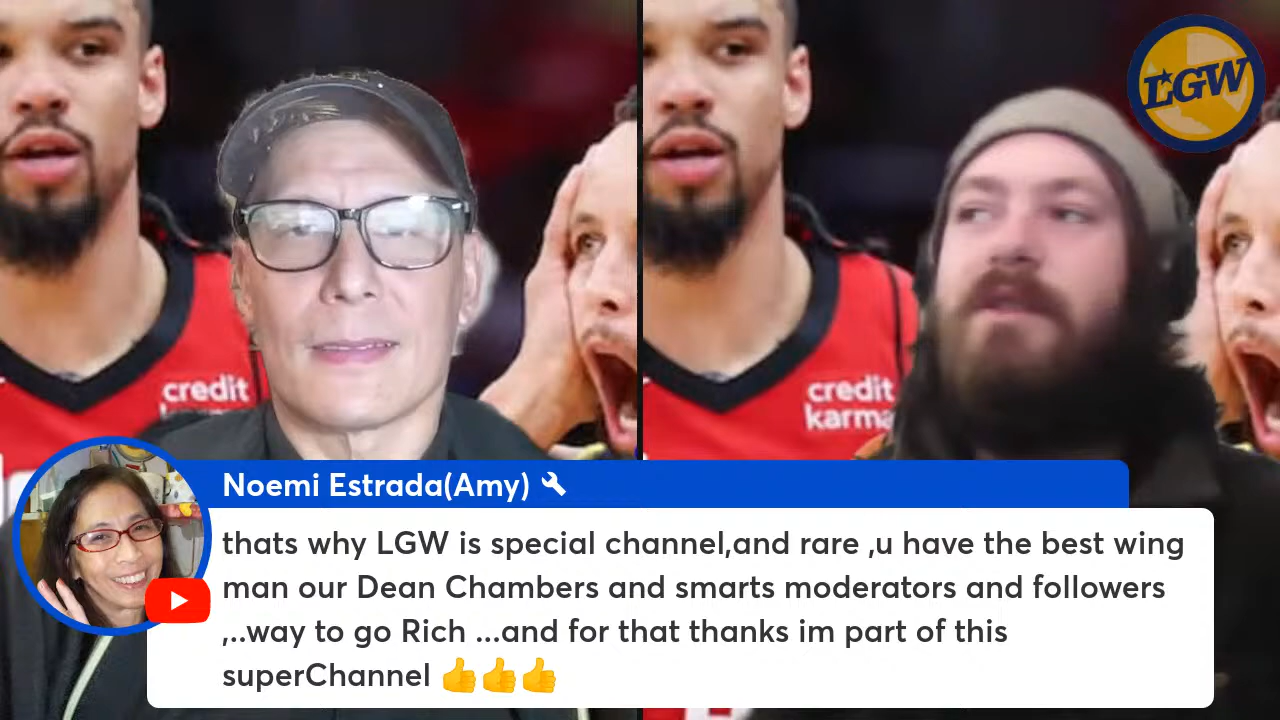 LGW
credit
credit
karma
Noemi Estrada(Amy)
thats why LGW is special channel,and rare ,u have the best wing
man our Dean Chambers and smarts moderators and followers
,..way to go Rich ...and for that thanks im part of this
superChannel 👍👍👍